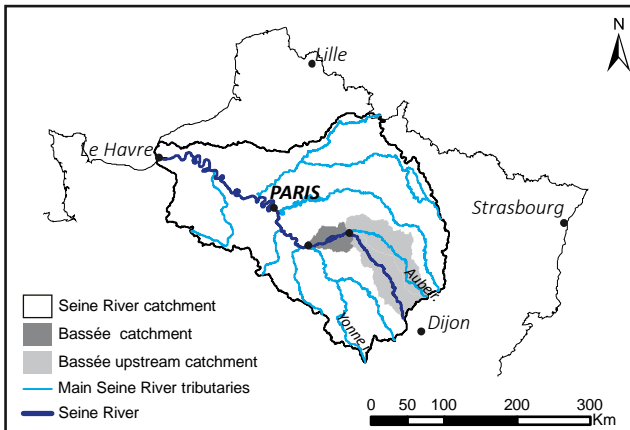 N
Lille
Le Havre
PARIS
Strasbourg
Aube r.
Dijon
Yonne r.
Seine River catchment
Bassée catchment
Bassée upstream catchment
Main Seine River tributaries
Seine River
0 50 100 200 300
Km